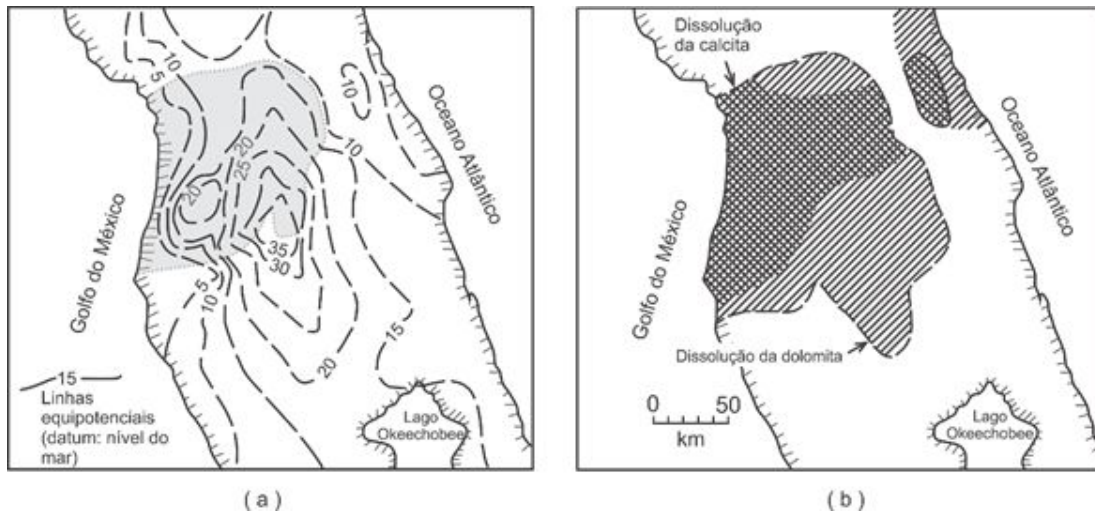 10
5
10
20
25
20
10
35
30
5
10
15
20
Golfo do México
Oceano Atlântico
15
Linhas
equipotenciais
(datum: nível do
mar)
Lago
Okeechobee
( a )
Dissolução
da calcita
Oceano Atlântico
Golfo do México
Dissolução da dolomita
0 50
km
Lago
Okeechobee
( b )